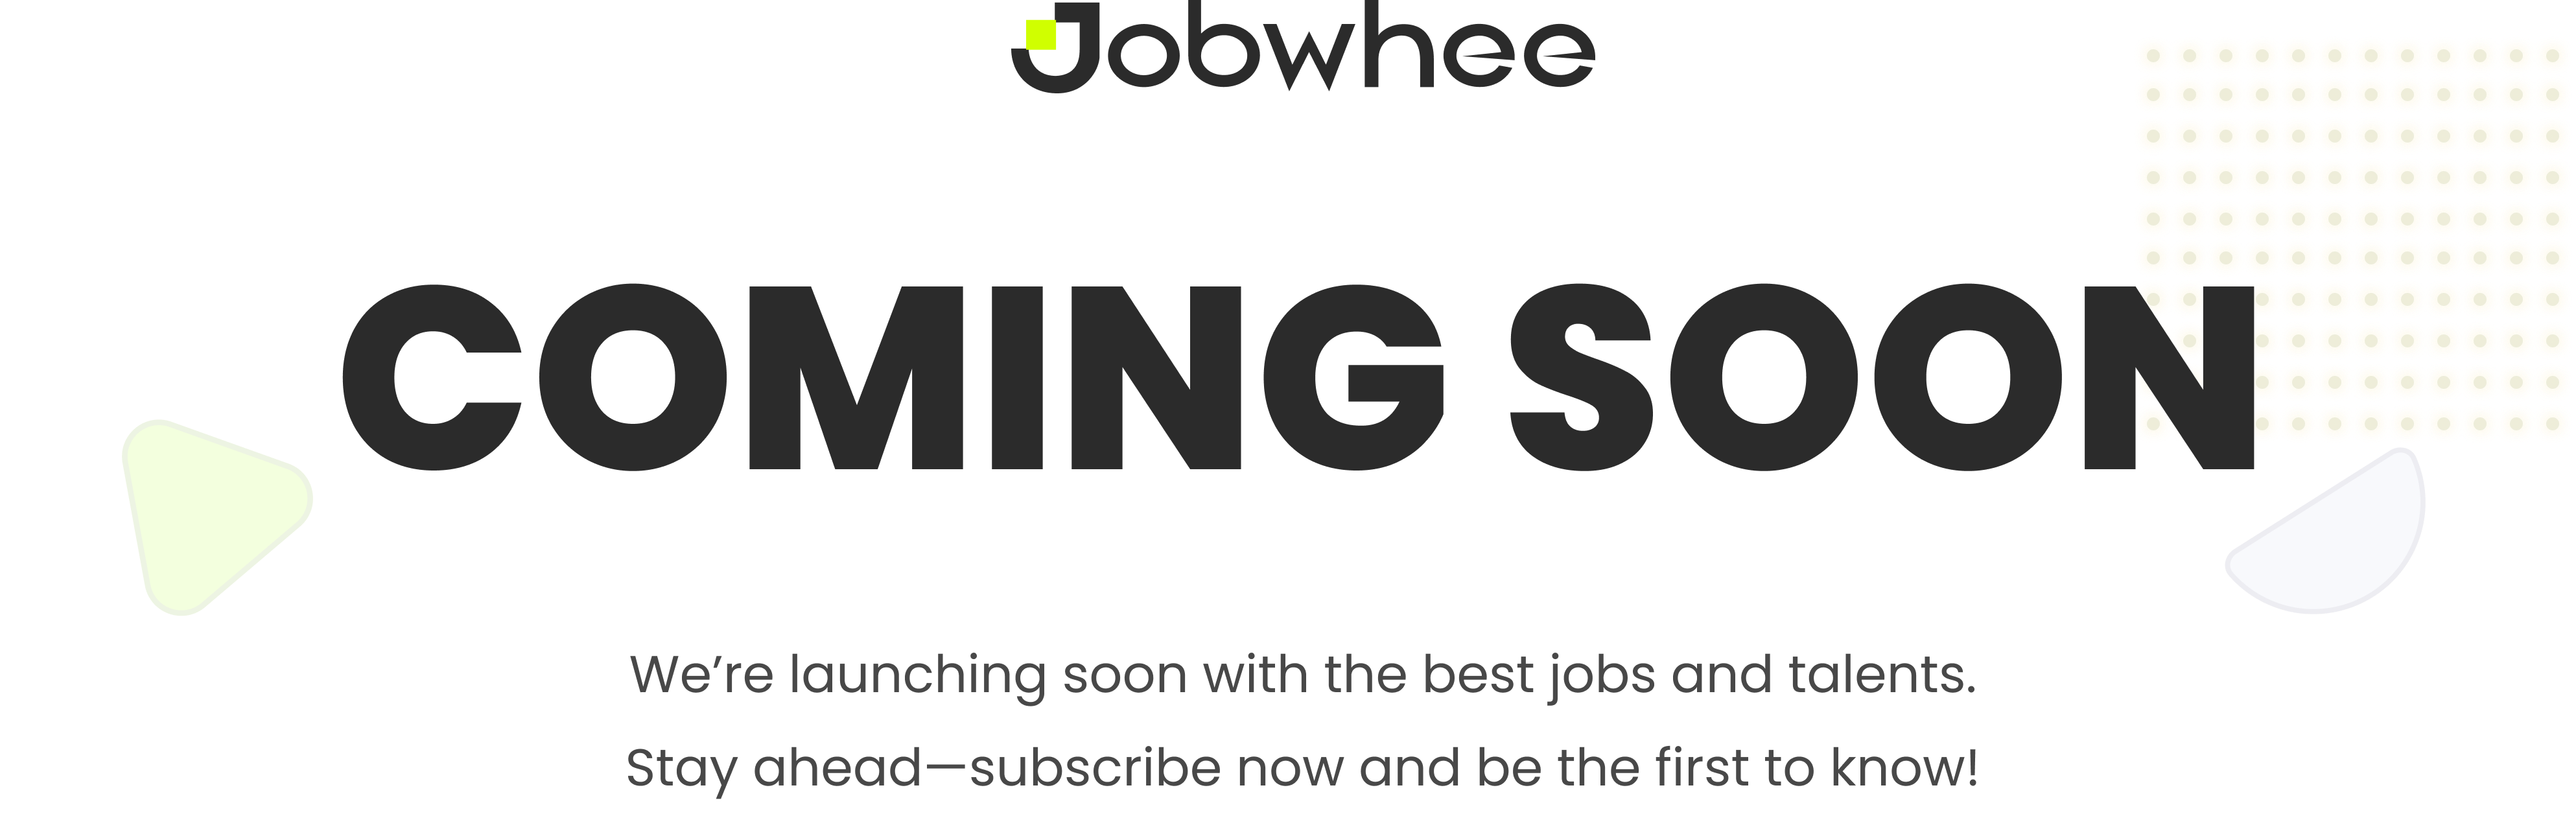 Jobwhee
COMING SOON
We’re launching soon with the best jobs and talents.
Stay ahead—subscribe now and be the first to know!